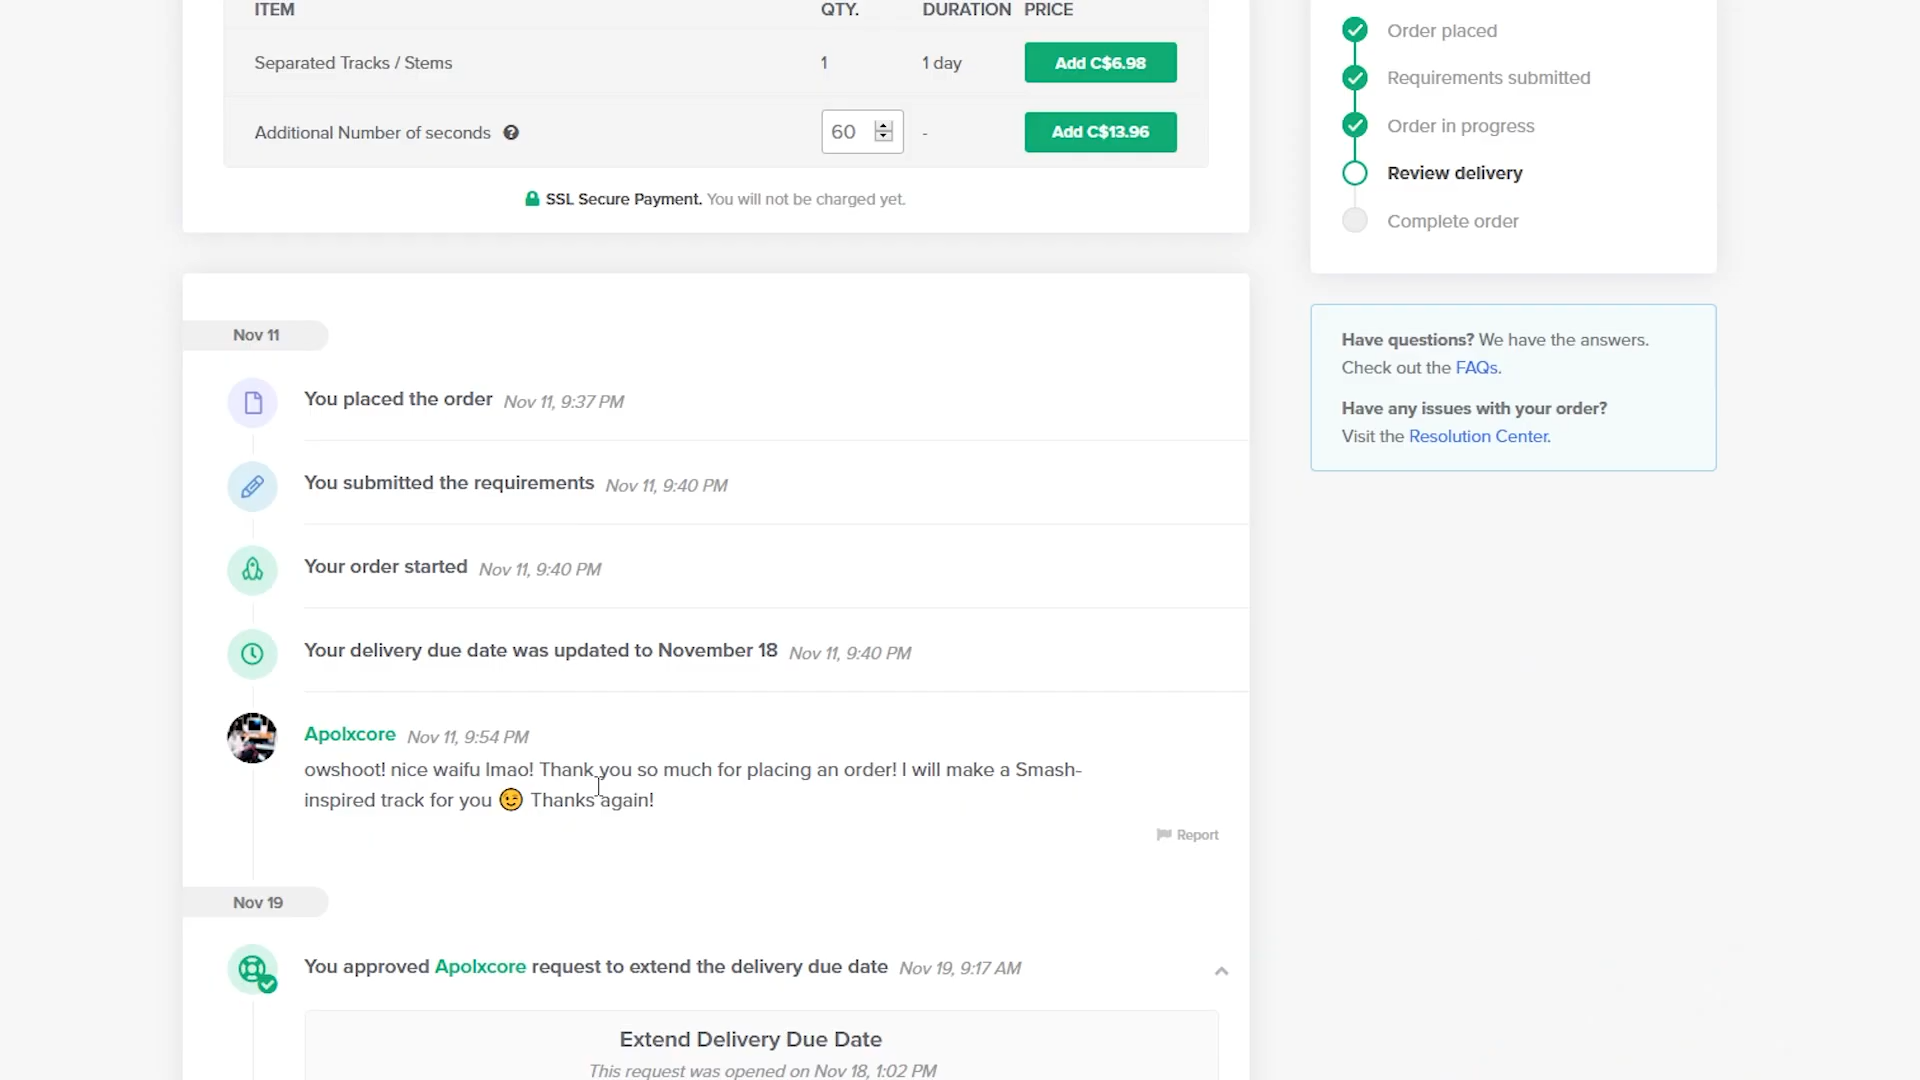 ITEM QTY. DURATION PRICE
Separated Tracks / Stems 1 1 day Add C$6.98
Additional Number of seconds ? 60 - Add C$13.96
SSL Secure Payment. You will not be charged yet.
Nov 11
You placed the order Nov 11, 9:37 PM
You submitted the requirements Nov 11, 9:40 PM
Your order started Nov 11, 9:40 PM
Your delivery due date was updated to November 18 Nov 11, 9:40 PM
Apolxcore Nov 11, 9:54 PM
owshoot! nice waifu lmao! Thank you so much for placing an order! I will make a Smash-
inspired track for you 😉 Thanks again!
Report
Nov 19
You approved Apolxcore request to extend the delivery due date Nov 19, 9:17 AM
Extend Delivery Due Date
This request was opened on Nov 18, 1:02 PM
Order placed
Requirements submitted
Order in progress
Review delivery
Complete order
Have questions? We have the answers.
Check out the FAQs.
Have any issues with your order?
Visit the Resolution Center.